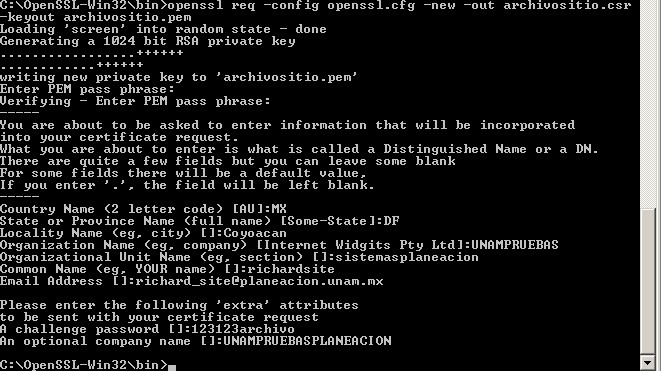 C:\OpenSSL-Win32\bin>openssl req -config openssl.cfg -new -out archivositio.csr
-keyout archivositio.pem
Loading 'screen' into random state - done
Generating a 1024 bit RSA private key
.................++++++
............++++++
writing new private key to 'archivositio.pem'
Enter PEM pass phrase:
Verifying - Enter PEM pass phrase:
-----
You are about to be asked to enter information that will be incorporated
into your certificate request.
What you are about to enter is what is called a Distinguished Name or a DN.
There are quite a few fields but you can leave some blank
For some fields there will be a default value,
If you enter '.', the field will be left blank.
-----
Country Name (2 letter code) [AU]:MX
State or Province Name (full name) [Some-State]:DF
Locality Name (eg, city) []:Coyoacan
Organization Name (eg, company) [Internet Widgits Pty Ltd]:UNAMPRUEBAS
Organizational Unit Name (eg, section) []:sistemasplaneacion
Common Name (eg, YOUR name) []:richardsite
Email Address []:richard_site@planeacion.unam.mx
Please enter the following 'extra' attributes
to be sent with your certificate request
A challenge password []:123123archivo
An optional company name []:UNAMPRUEBASPLANEACION
C:\OpenSSL-Win32\bin>